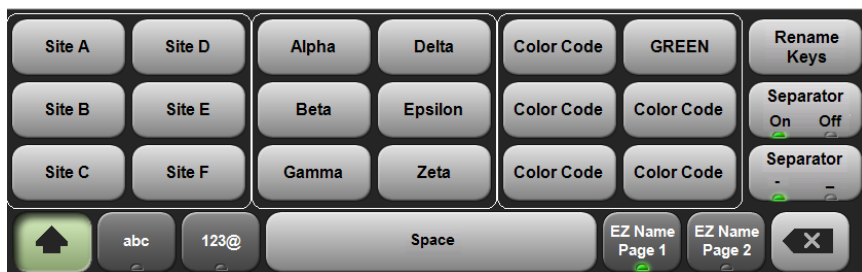 Site A Site D Alpha Delta Color Code GREEN Rename
Keys
Site B Site E Beta Epsilon Color Code Color Code Separator
On Off
Site C Site F Gamma Zeta Color Code Color Code Separator
- _
abc 123@ Space EZ Name EZ Name
Page 1 Page 2